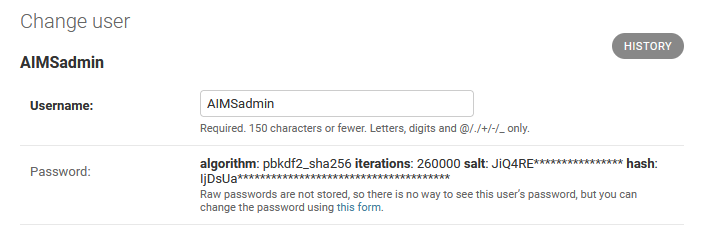 Change user
HISTORY
AIMSadmin
Username:
AIMSadmin
Required. 150 characters or fewer. Letters, digits and @/./+/-/_ only.
Password:
algorithm: pbkdf2_sha256 iterations: 260000 salt: JiQ4RE**************** hash:
IjDsUa**************************************
Raw passwords are not stored, so there is no way to see this user's password, but you can
change the password using this form.